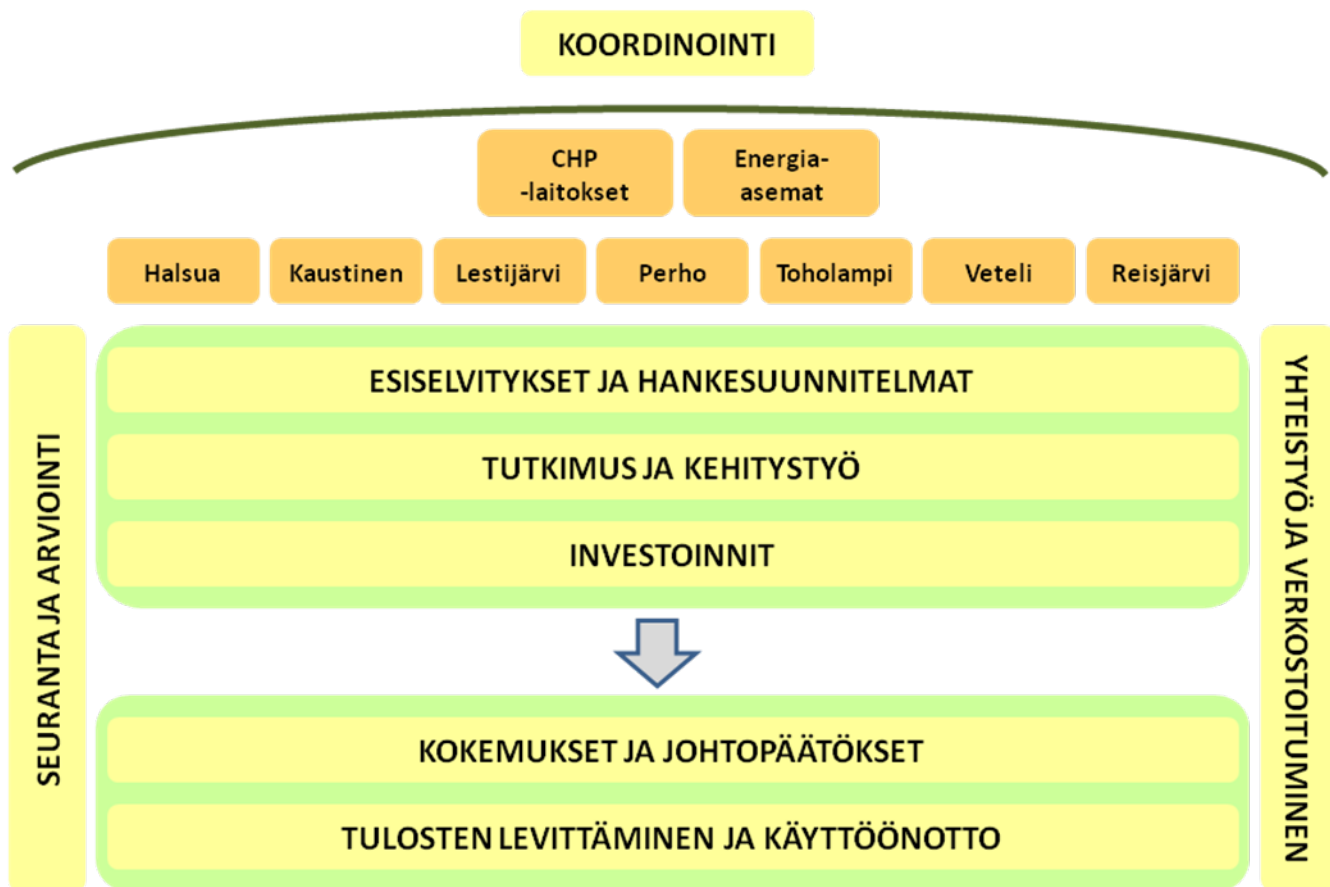 KOORDINOINTI
CHP
-laitokset
Energia-
asemat
Halsua
Kaustinen
Lestijärvi
Perho
Toholampi
Veteli
Reisjärvi
SEURANTA JA ARVIOINTI
ESISELVITYKSET JA HANKESUUNNITELMAT
TUTKIMUS JA KEHITYSTYÖ
INVESTOINNIT
KOKEMUKSET JA JOHTOPÄÄTÖKSET
TULOSTEN LEVITTÄMINEN JA KÄYTTÖÖNOTTO
YHTEISTYÖ JA VERKOSTOITUMINEN